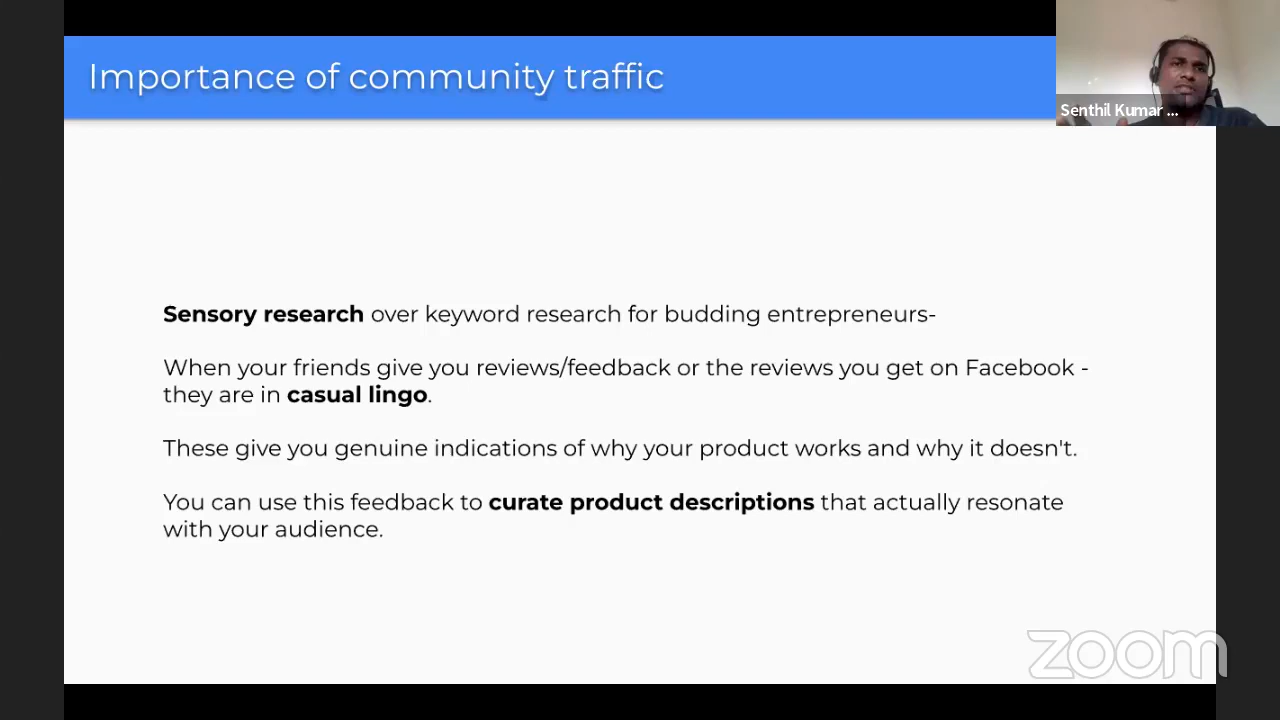 Importance of community traffic
Senthil Kumar ...
Sensory research over keyword research for budding entrepreneurs-
When your friends give you reviews/feedback or the reviews you get on Facebook -
they are in casual lingo.
These give you genuine indications of why your product works and why it doesn't.
You can use this feedback to curate product descriptions that actually resonate
with your audience.
zoom